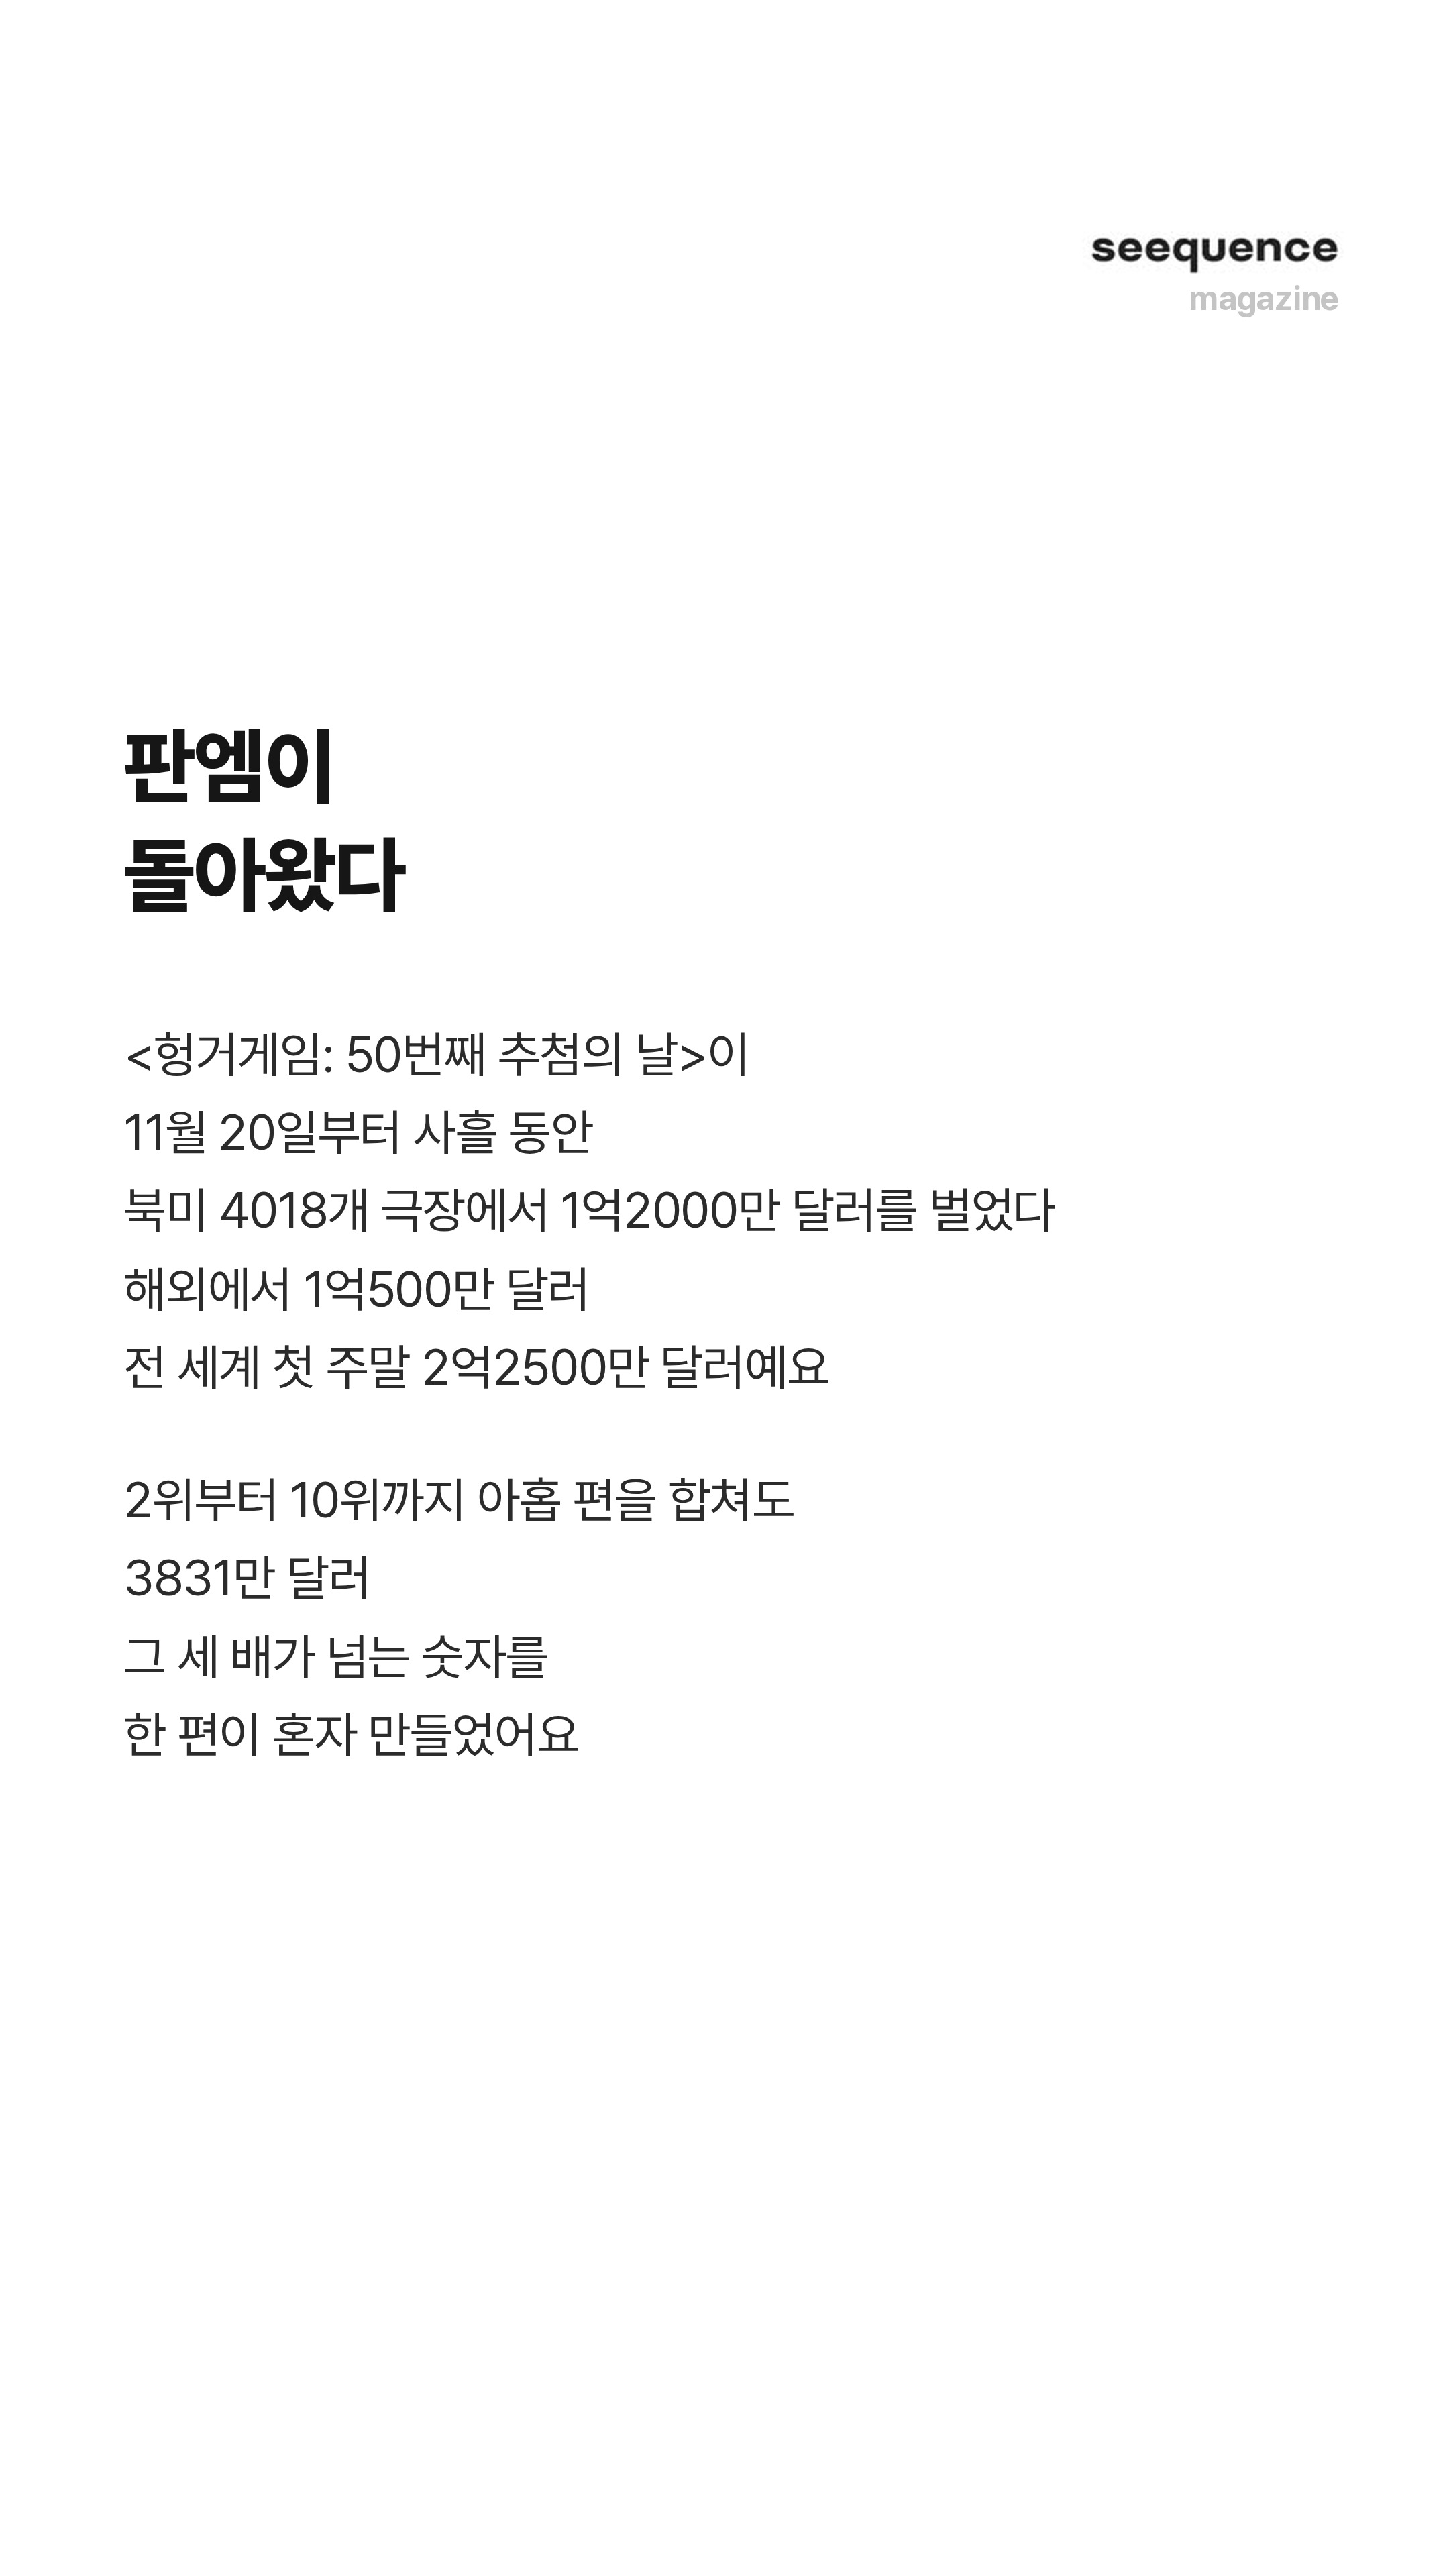 seequence
magazine
판엠이
돌아왔다
<헝거게임: 50번째 추첨의 날>이
11월 20일부터 사흘 동안
북미 4018개 극장에서 1억2000만 달러를 벌었다
해외에서 1억500만 달러
전 세계 첫 주말 2억2500만 달러예요
2위부터 10위까지 아홉 편을 합쳐도
3831만 달러
그 세 배가 넘는 숫자를
한 편이 혼자 만들었어요